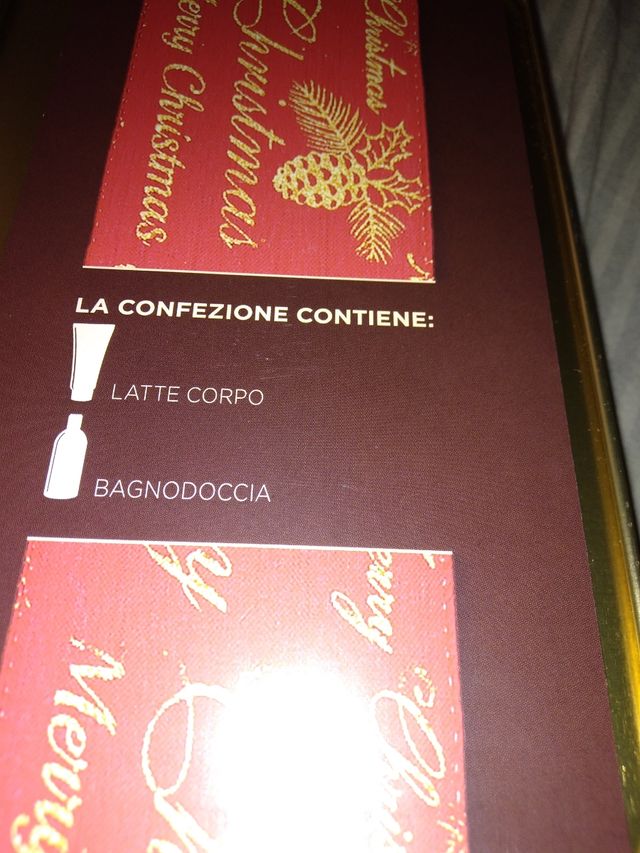 Christmas
Christmas
Merry Christmas
LA CONFEZIONE CONTIENE:
LATTE CORPO
BAGNODOCCIA
Merry